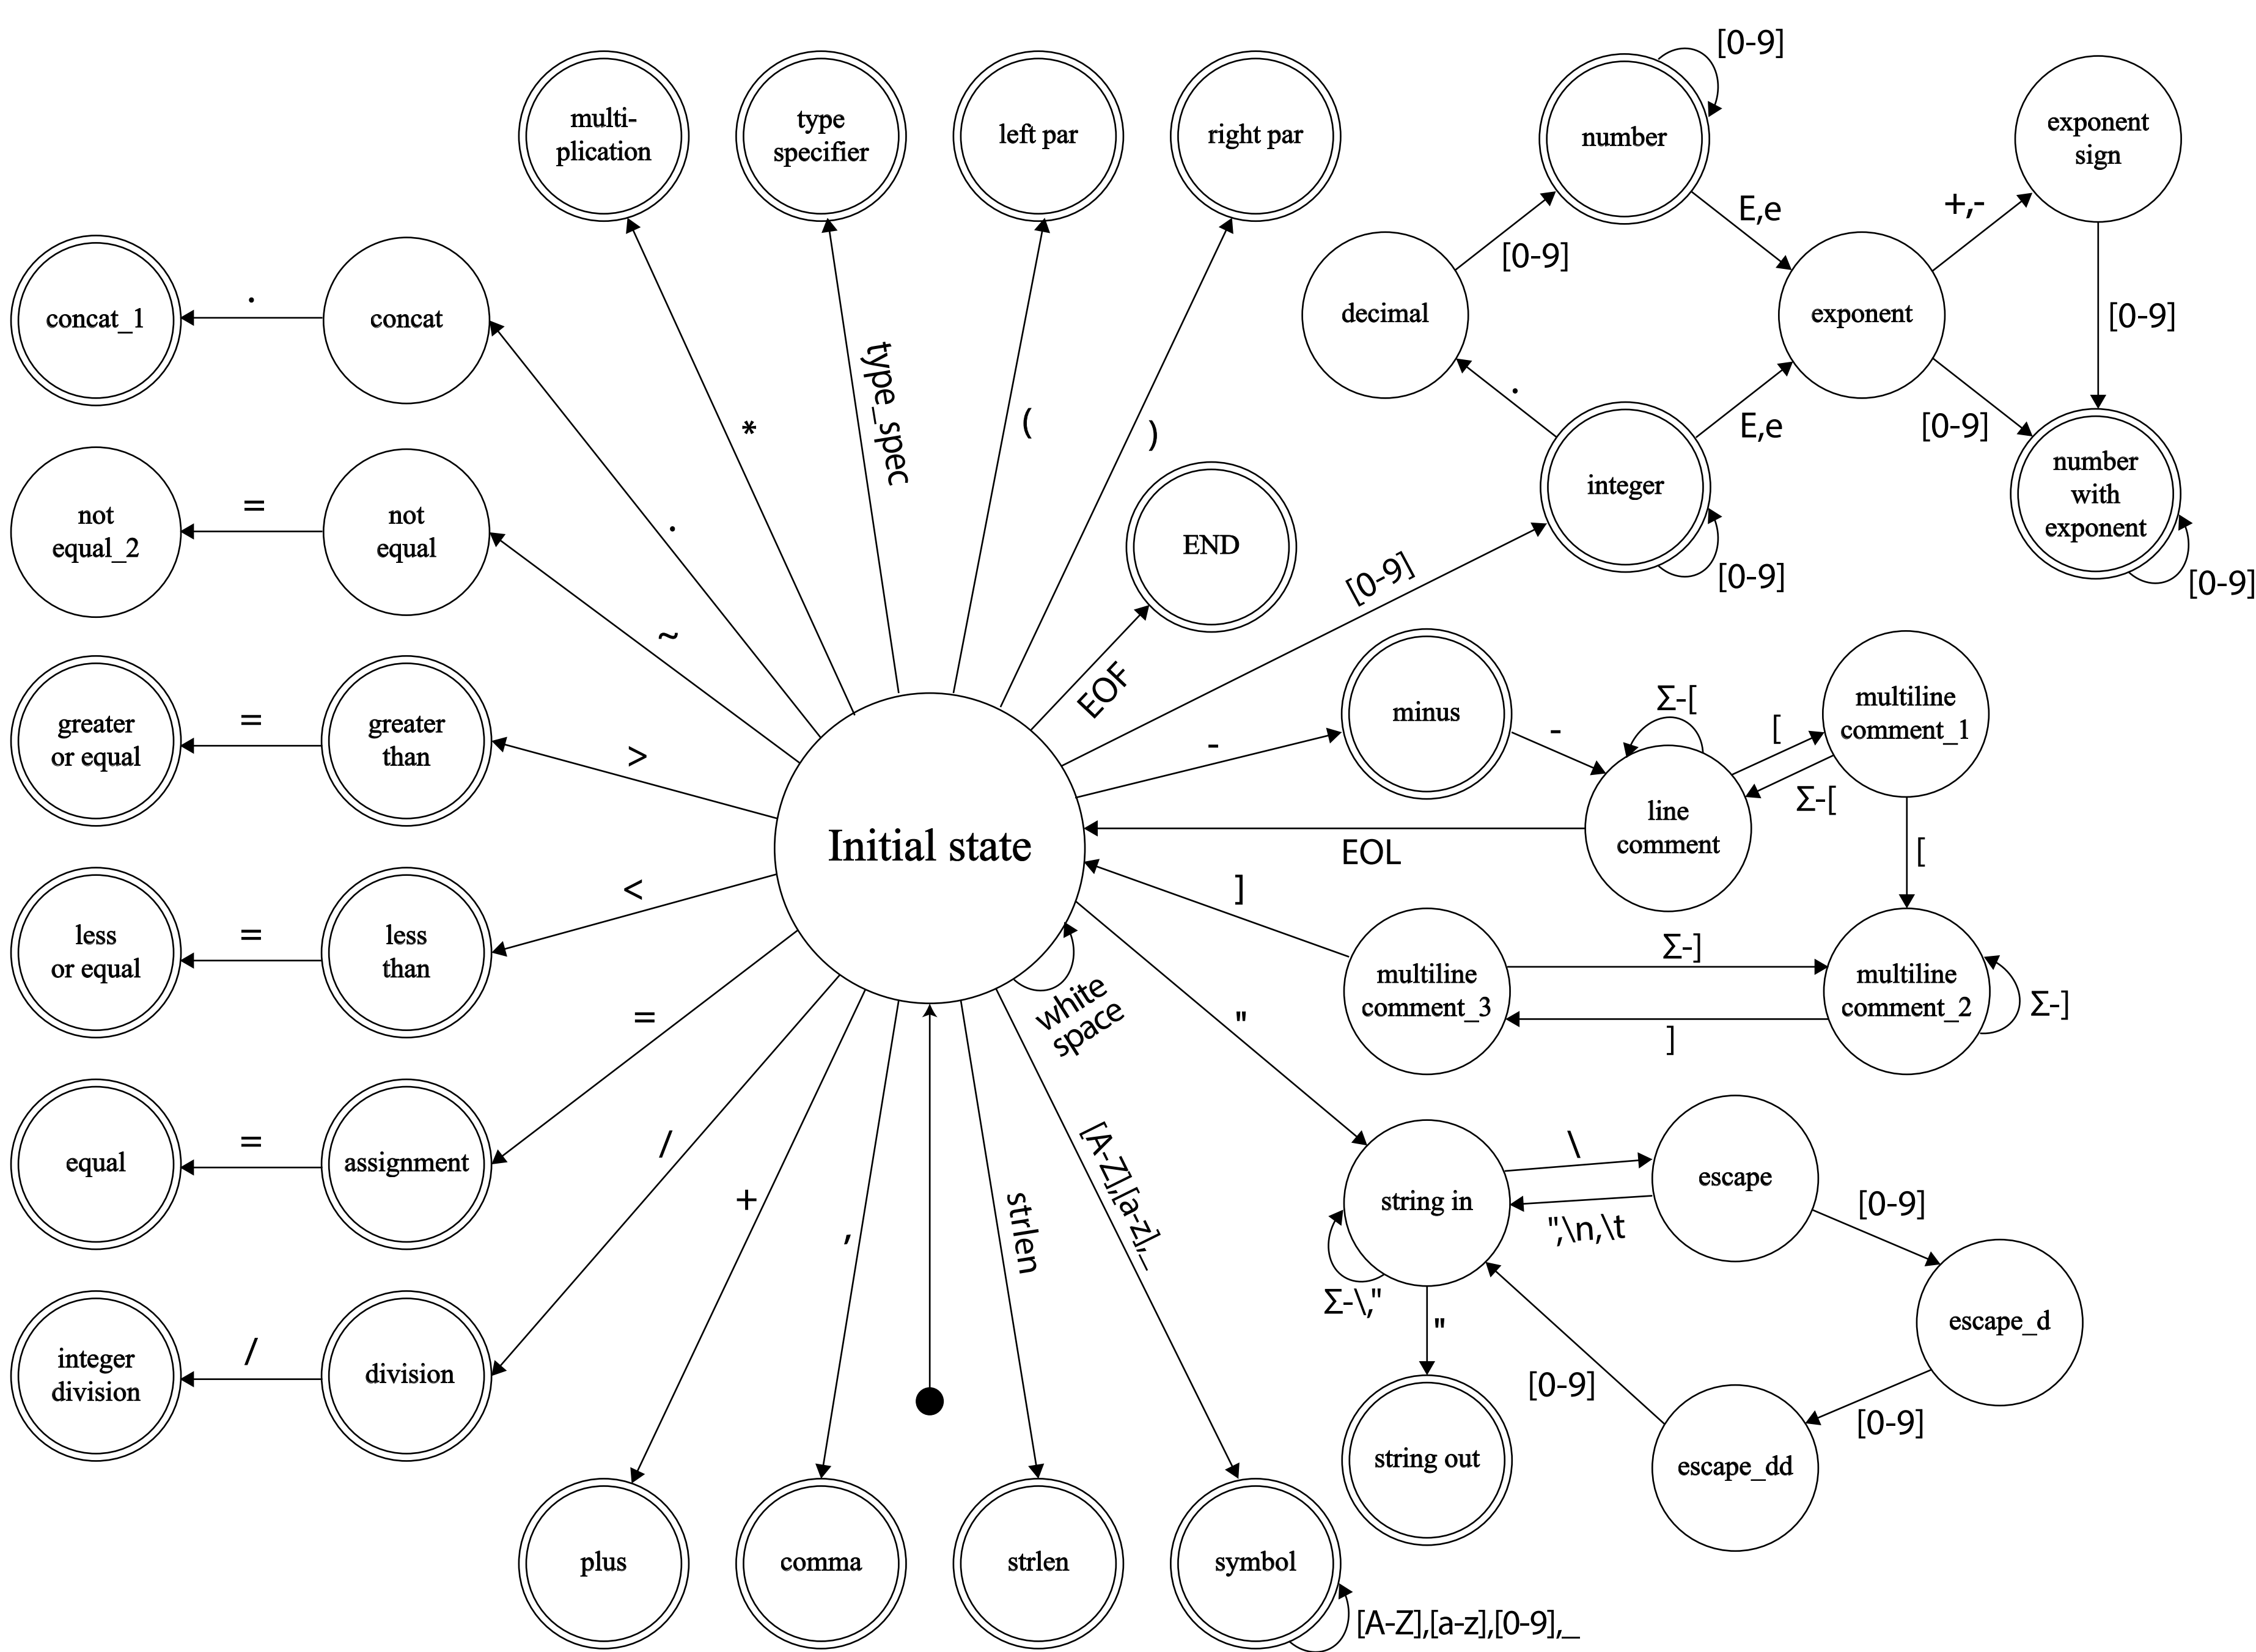 [0-9]
multi-
plication
type
specifier
left par
right par
number
exponent
sign
E,e
+,-
[0-9]
concat_1
.
concat
decimal
exponent
[0-9]
type_spec
*
(
)
.
E,e
[0-9]
number
with
exponent
integer
[0-9]
[0-9]
not
equal_2
=
not
equal
.
END
[0-9]
~
EOF
greater
or equal
=
greater
than
>
-
minus
-
Σ-[
[
multiline
comment_1
Σ-[
line
comment
Initial state
EOL
[
less
or equal
=
less
than
<
]
multiline
comment_3
Σ-]
multiline
comment_2
Σ-]
]
white
space
=
"
equal
=
assignment
/
+
,
strlen
[A-Z],[a-z],_
string in
\
",\n,\t
escape
[0-9]
Σ-\,"
"
escape_d
integer
division
/
division
[0-9]
[0-9]
string out
escape_dd
plus
comma
strlen
symbol
[A-Z],[a-z],[0-9],_